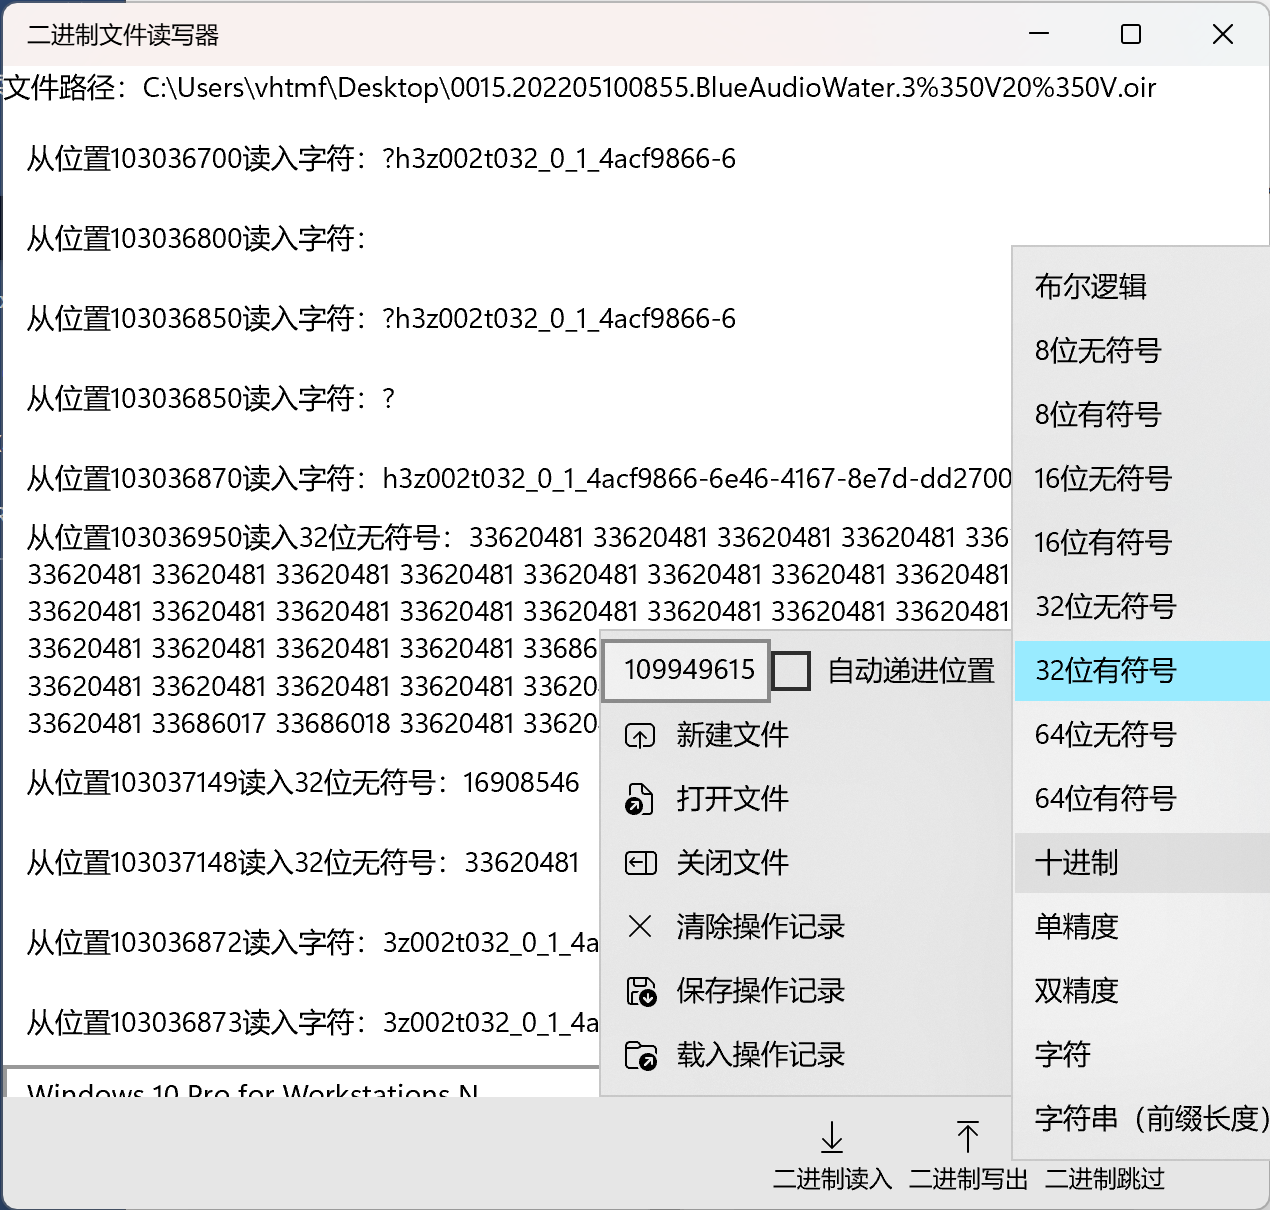 二进制文件读写器
文件路径：C:\Users\vhtmf\Desktop\0015.202205100855.BlueAudioWater.3%350V20%350V.oir
从位置103036700读入字符：?h3z002t032_0_1_4acf9866-6
从位置103036800读入字符：
从位置103036850读入字符：?h3z002t032_0_1_4acf9866-6
从位置103036850读入字符：?
从位置103036870读入字符：h3z002t032_0_1_4acf9866-6e46-4167-8e7d-dd2700
从位置103036950读入32位无符号：33620481 33620481 33620481 33620481 336
33620481 33620481 33620481 33620481 33620481 33620481 33620481 33620481
33620481 33620481 33620481 33620481 33620481 33620481 33620481 33620481
33620481 33620481 33620481 33620481 33686
33620481 33620481 33620481 33620481 33620
33620481 33686017 33686018 33620481 33620
从位置103037149读入32位无符号：16908546
从位置103037148读入32位无符号：33620481
从位置103036872读入字符：3z002t032_0_1_4a
从位置103036873读入字符：3z002t032_0_1_4a
Windows 10 Pro for Workstations N
109949615
自动递进位置
新建文件
打开文件
关闭文件
清除操作记录
保存操作记录
载入操作记录
布尔逻辑
8位无符号
8位有符号
16位无符号
16位有符号
32位无符号
32位有符号
64位无符号
64位有符号
十进制
单精度
双精度
字符
字符串（前缀长度）
二进制读入 二进制写出 二进制跳过